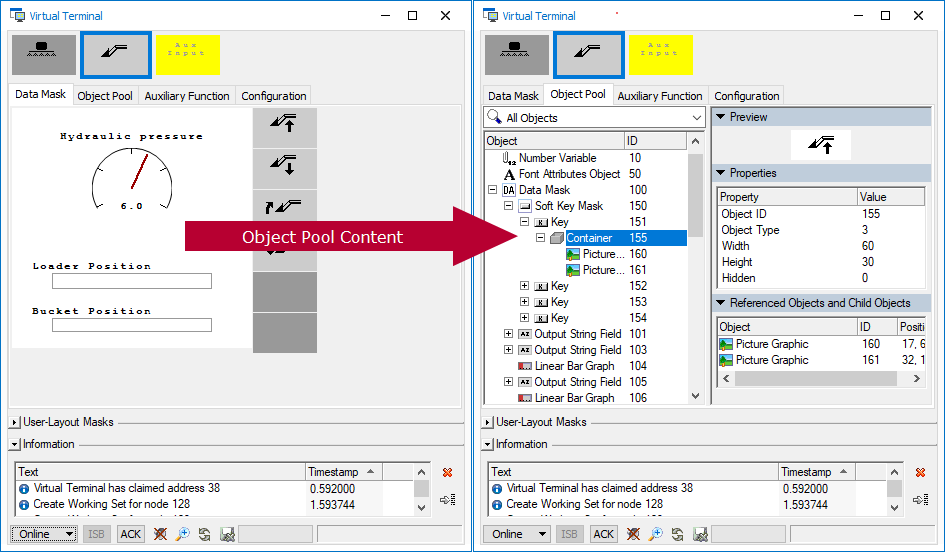 Virtual Terminal
Aux
Input
Data Mask Object Pool Auxiliary Function Configuration
Hydraulic pressure
6.0
Loader Position
Bucket Position
User-Layout Masks
Information
Text Timestamp
Virtual Terminal has claimed address 38 0.592000
Create Working Set for node 128 1.593744
Online ISB ACK
Object Pool Content
Virtual Terminal
Aux
Input
Data Mask Object Pool Auxiliary Function Configuration
All Objects
Object ID
Number Variable 10
A Font Attributes Object 50
DA Data Mask 100
Soft Key Mask 150
K Key 151
Container 155
Picture... 160
Picture... 161
K Key 152
K Key 153
K Key 154
AZ Output String Field 101
AZ Output String Field 103
Linear Bar Graph 104
AZ Output String Field 105
Linear Bar Graph 106
Preview
Properties
Property Value
Object ID 155
Object Type 3
Width 60
Height 30
Hidden 0
Referenced Objects and Child Objects
Object ID Positi
Picture Graphic 160 17, 6
Picture Graphic 161 32, 1
User-Layout Masks
Information
Text Timestamp
Virtual Terminal has claimed address 38 0.592000
Create Working Set for node 128 1.593744
Online ISB ACK